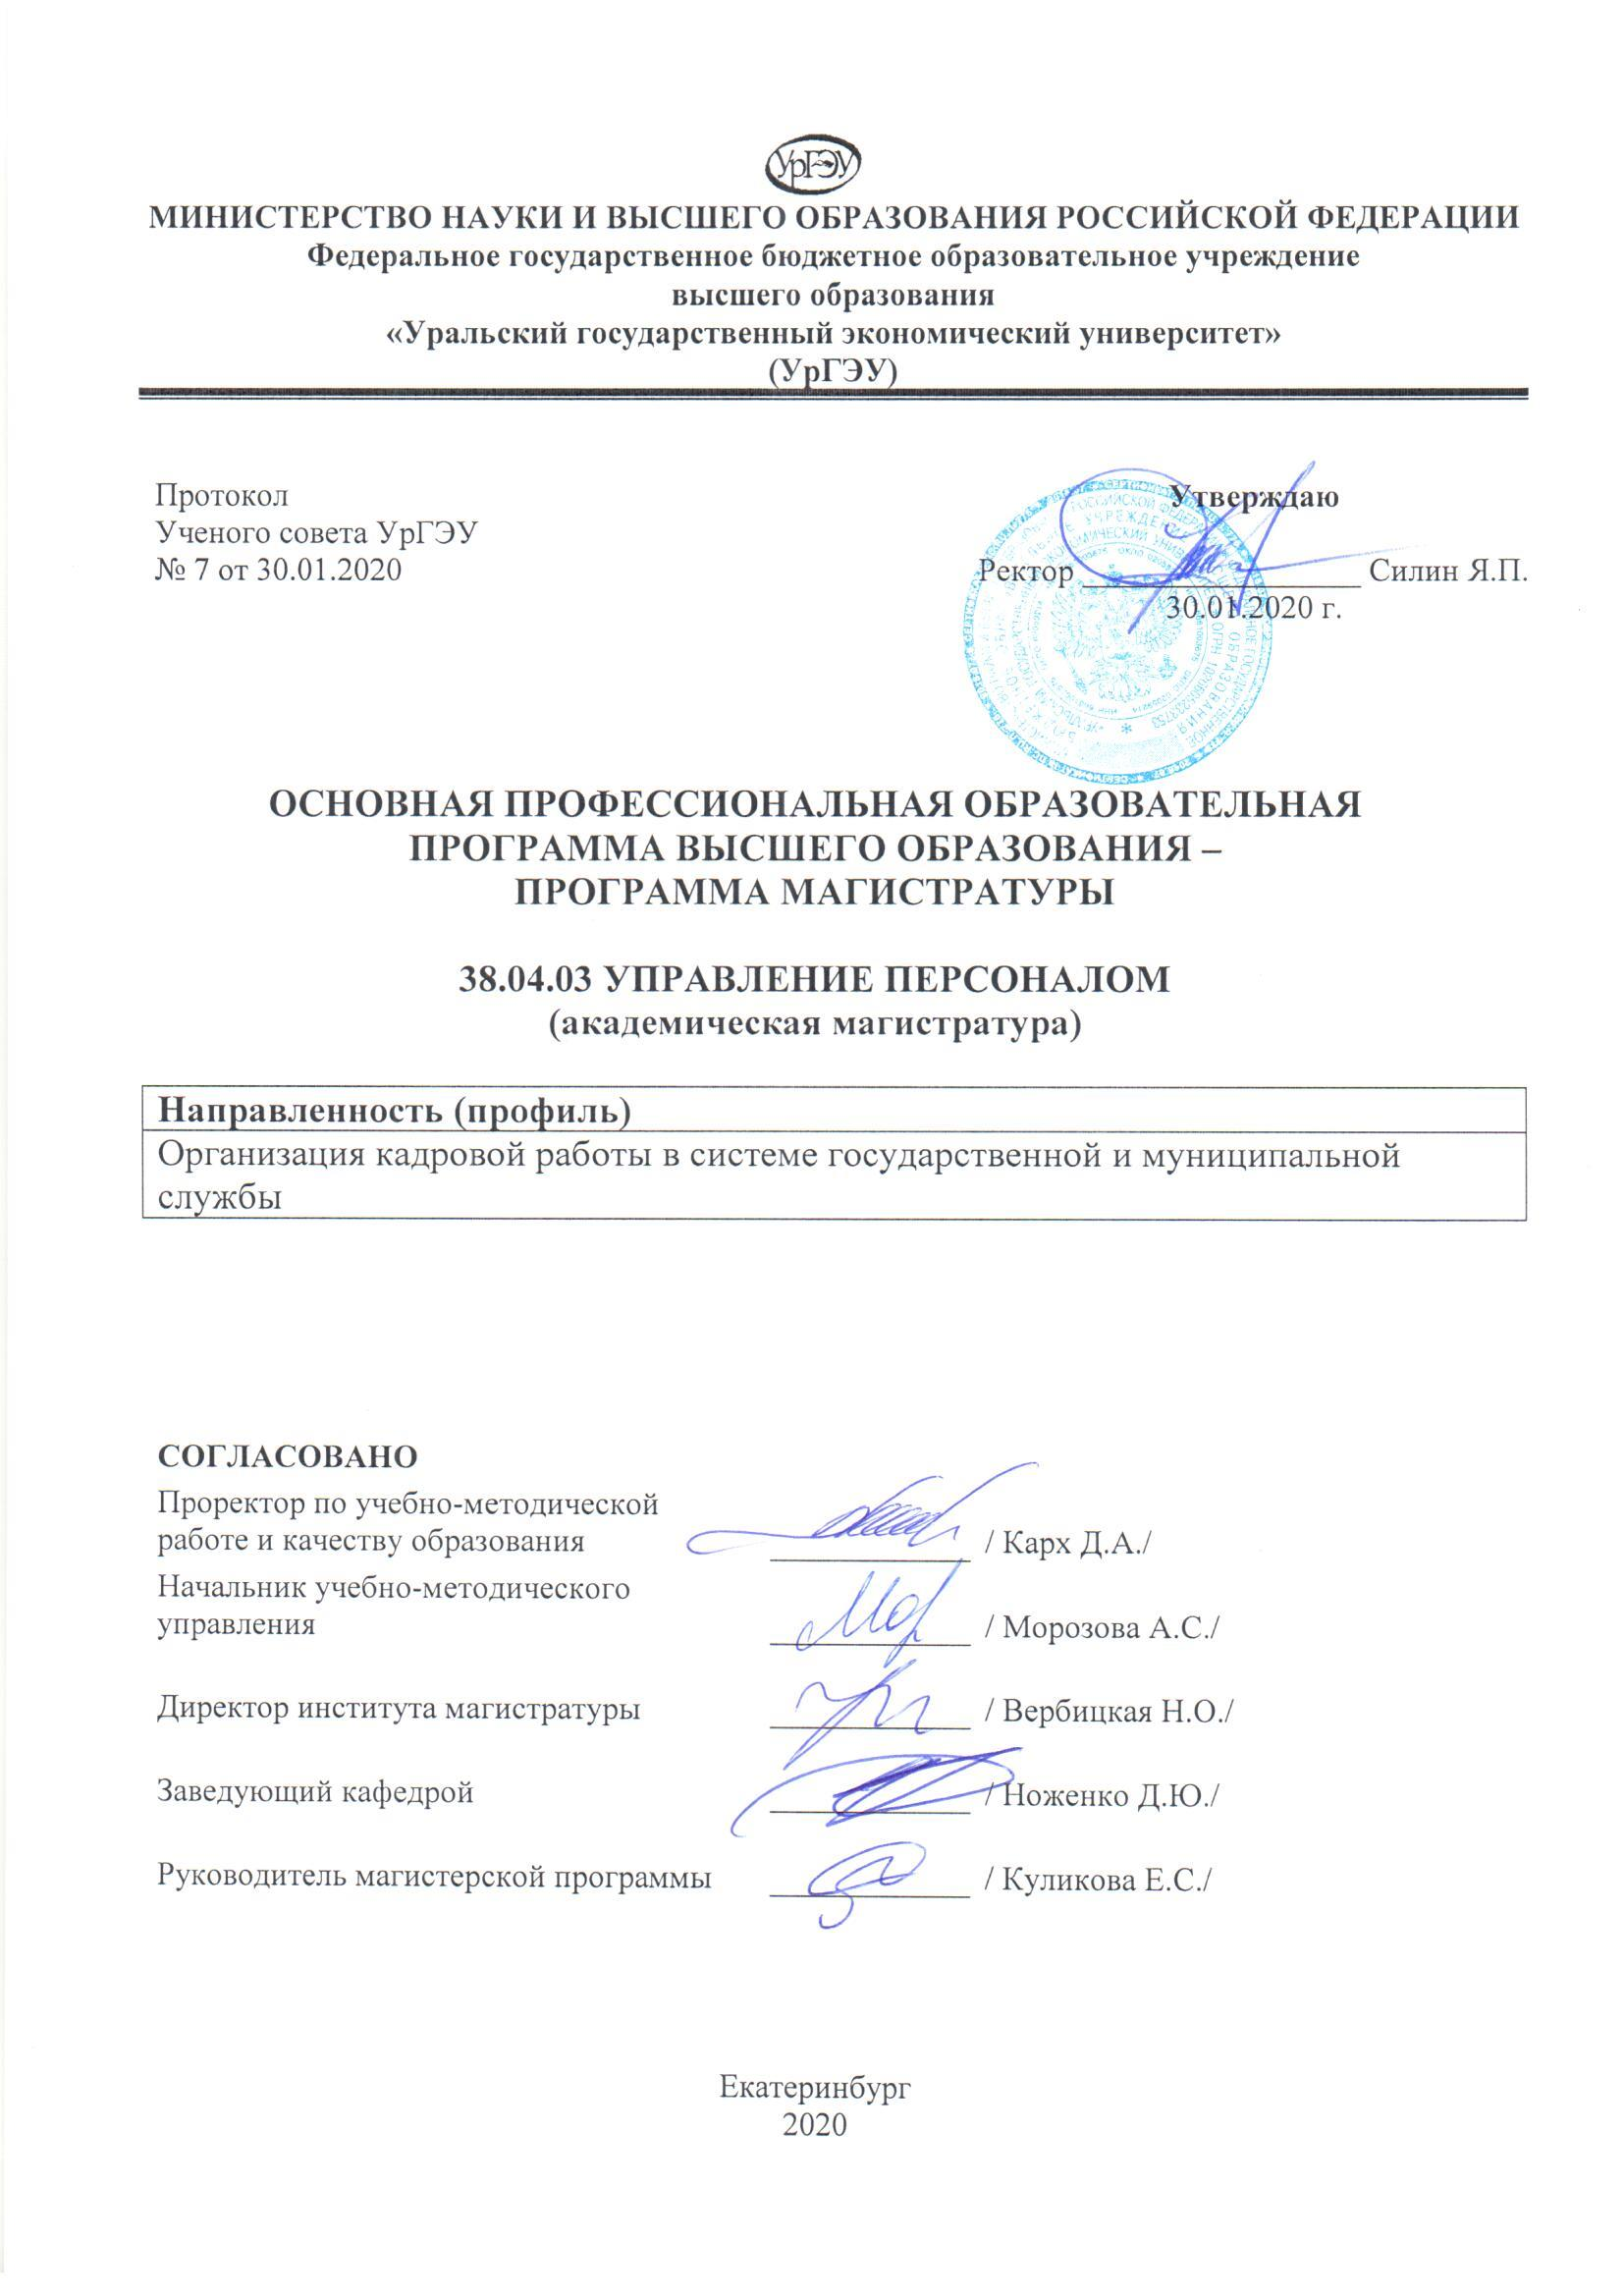 УрГЭУ
МИНИСТЕРСТВО НАУКИ И ВЫСШЕГО ОБРАЗОВАНИЯ РОССИЙСКОЙ ФЕДЕРАЦИИ
Федеральное государственное бюджетное образовательное учреждение
высшего образования
«Уральский государственный экономический университет»
(УрГЭУ)
Протокол
Ученого совета УрГЭУ
№ 7 от 30.01.2020
Утверждаю
Ректор Силин Я.П.
30.01.2020 г.
ОСНОВНАЯ ПРОФЕССИОНАЛЬНАЯ ОБРАЗОВАТЕЛЬНАЯ
ПРОГРАММА ВЫСШЕГО ОБРАЗОВАНИЯ –
ПРОГРАММА МАГИСТРАТУРЫ
38.04.03 УПРАВЛЕНИЕ ПЕРСОНАЛОМ
(академическая магистратура)
Направленность (профиль)
Организация кадровой работы в системе государственной и муниципальной
службы
СОГЛАСОВАНО
Проректор по учебно-методической
работе и качеству образования / Карх Д.А./
Начальник учебно-методического
управления / Морозова А.С./
Директор института магистратуры / Вербицкая Н.О./
Заведующий кафедрой / Ноженко Д.Ю./
Руководитель магистерской программы / Куликова Е.С./
Екатеринбург
2020